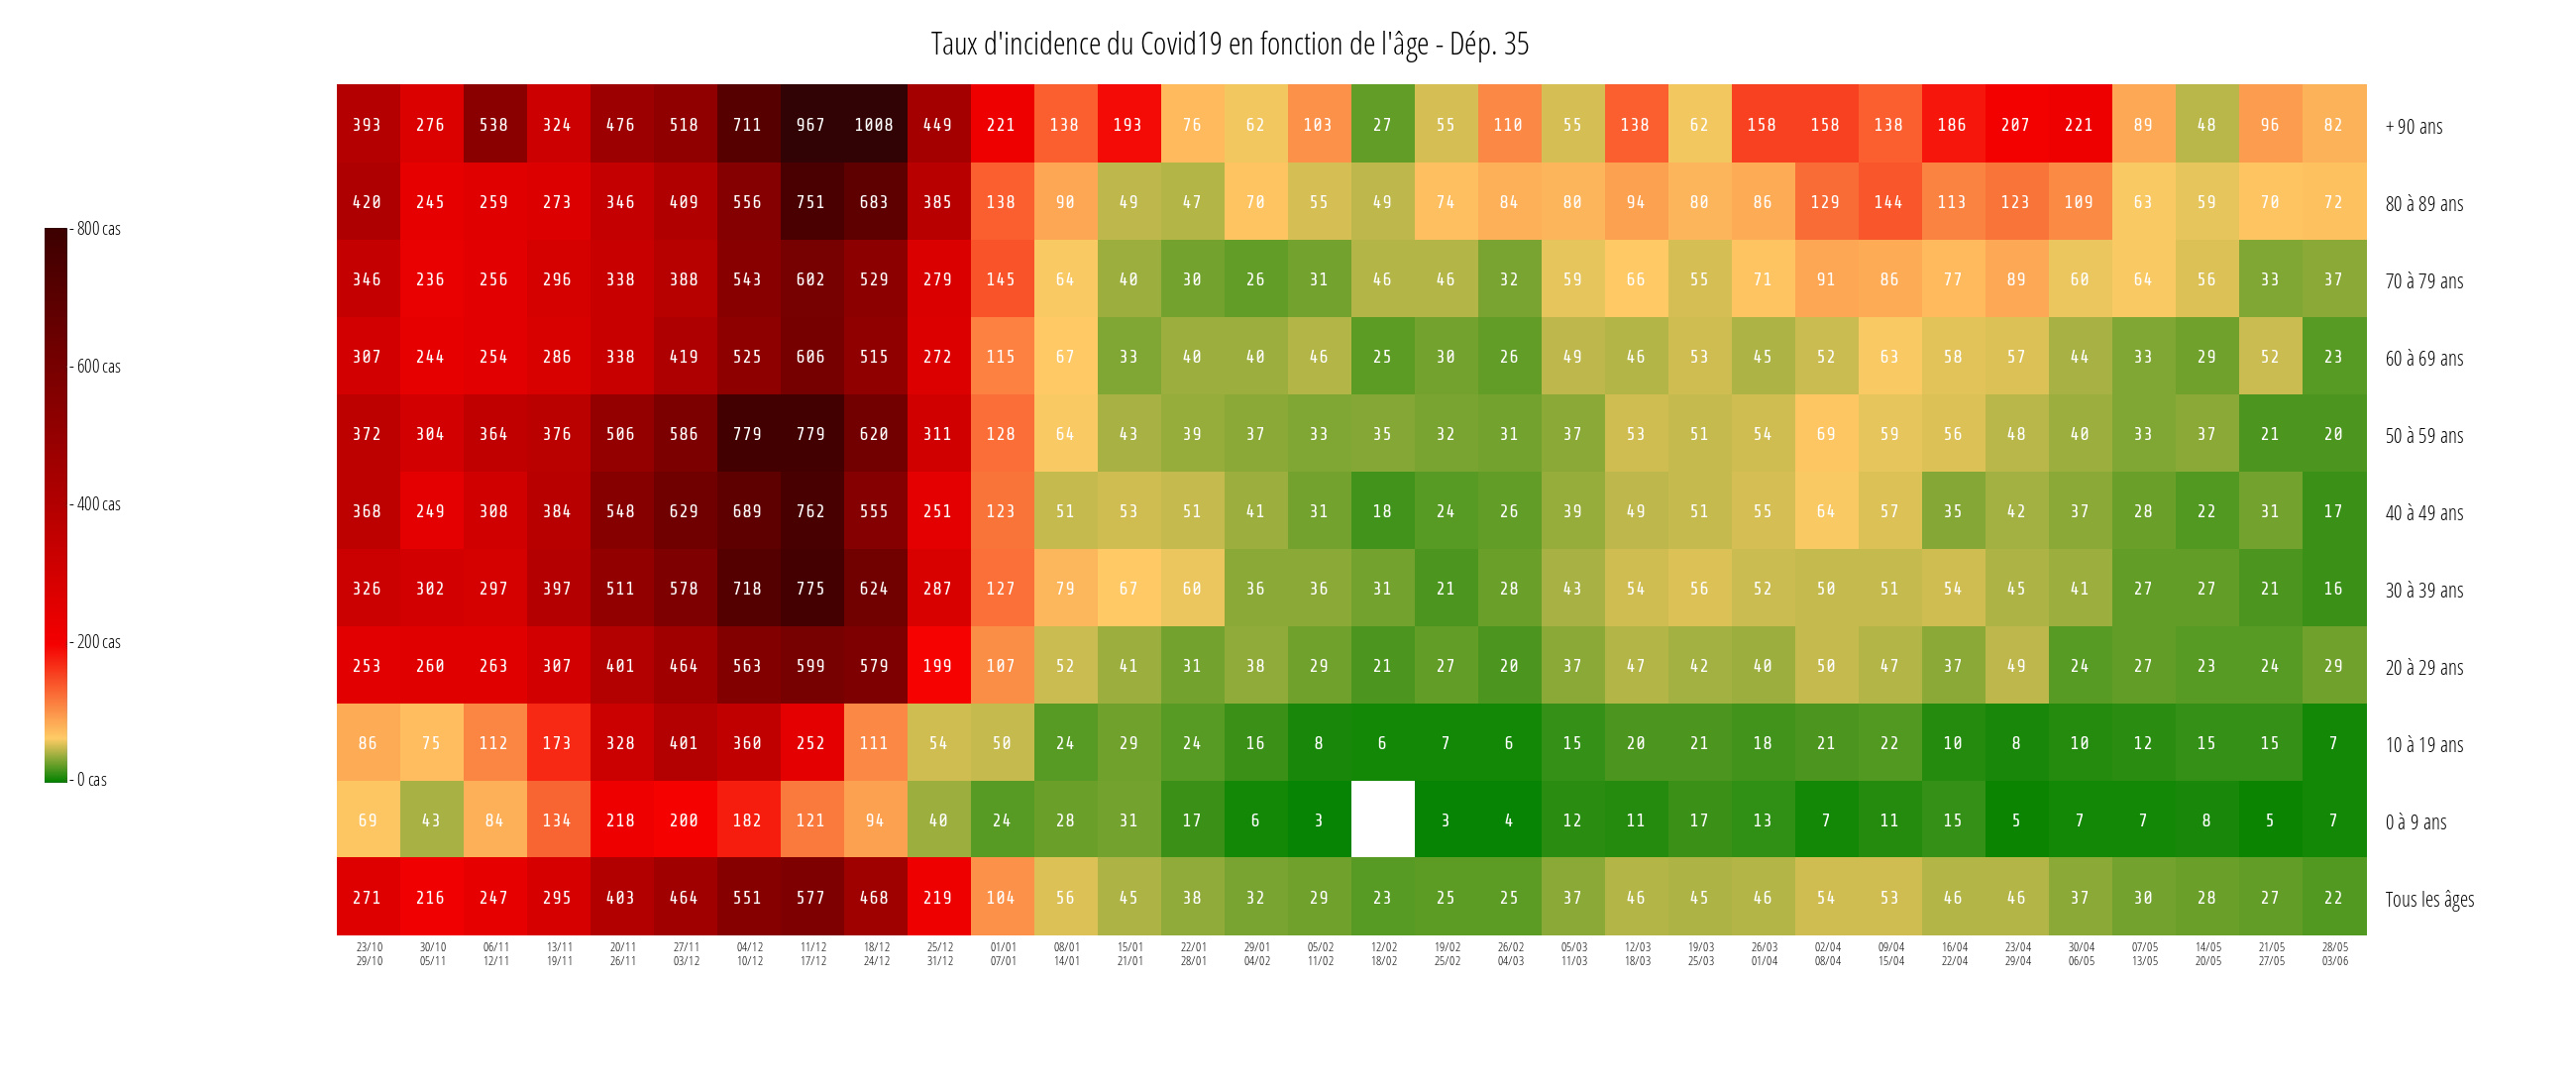 Taux d'incidence du Covid19 en fonction de l'âge - Dép. 35
393 276 538 324 476 518 711 967 1008 449 221 138 193 76 62 103 27 55 110 55 138 62 158 158 138 186 207 221 89 48 96 82 + 90 ans
420 245 259 273 346 409 556 751 683 385 138 90 49 47 70 55 49 74 84 80 94 80 86 129 144 113 123 109 63 59 70 72 80 à 89 ans
- 800 cas
346 236 256 296 338 388 543 602 529 279 145 64 40 30 26 31 46 46 32 59 66 55 71 91 86 77 89 60 64 56 33 37 70 à 79 ans
307 244 254 286 338 419 525 606 515 272 115 67 33 40 40 46 25 30 26 49 46 53 45 52 63 58 57 44 33 29 52 23 60 à 69 ans
- 600 cas
372 304 364 376 506 586 779 779 620 311 128 64 43 39 37 33 35 32 31 37 53 51 54 69 59 56 48 40 33 37 21 20 50 à 59 ans
- 400 cas
368 249 308 384 548 629 689 762 555 251 123 51 53 51 41 31 18 24 26 39 49 51 55 64 57 35 42 37 28 22 31 17 40 à 49 ans
326 302 297 397 511 578 718 775 624 287 127 79 67 60 36 36 31 21 28 43 54 56 52 50 51 54 45 41 27 27 21 16 30 à 39 ans
- 200 cas
253 260 263 307 401 464 563 599 579 199 107 52 41 31 38 29 21 27 20 37 47 42 40 50 47 37 49 24 27 23 24 29 20 à 29 ans
86 75 112 173 328 401 360 252 111 54 50 24 29 24 16 8 6 7 6 15 20 21 18 21 22 10 8 10 12 15 15 7 10 à 19 ans
- 0 cas
69 43 84 134 218 200 182 121 94 40 24 28 31 17 6 3 3 4 12 11 17 13 7 11 15 5 7 7 8 5 7 0 à 9 ans
271 216 247 295 403 464 551 577 468 219 104 56 45 38 32 29 23 25 25 37 46 45 46 54 53 46 46 37 30 28 27 22 Tous les âges
23/10 30/10 06/11 13/11 20/11 27/11 04/12 11/12 18/12 25/12 01/01 08/01 15/01 22/01 29/01 05/02 12/02 19/02 26/02 05/03 12/03 19/03 26/03 02/04 09/04 16/04 23/04 30/04 07/05 14/05 21/05 28/05
29/10 05/11 12/11 19/11 26/11 03/12 10/12 17/12 24/12 31/12 07/01 14/01 21/01 28/01 04/02 11/02 18/02 25/02 04/03 11/03 18/03 25/03 01/04 08/04 15/04 22/04 29/04 06/05 13/05 20/05 27/05 03/06